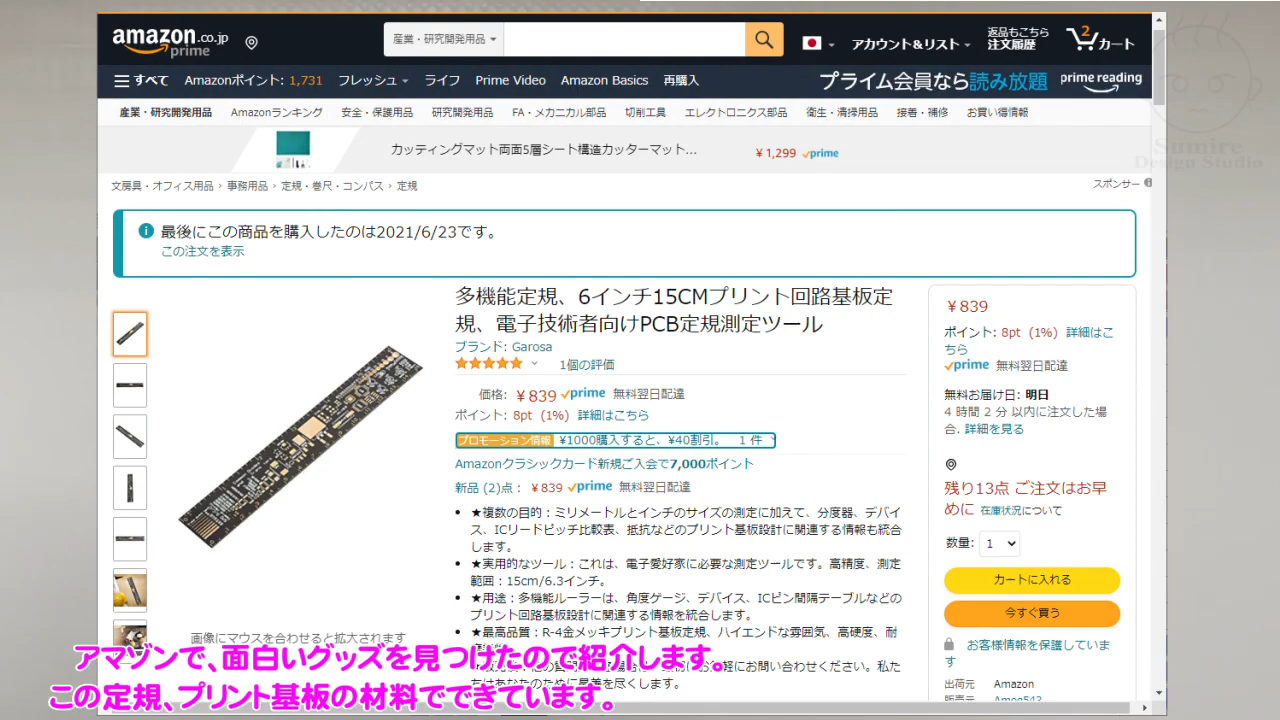 amazon.co.jp
prime
産業・研究開発用品
アカウント&リスト
返品もこちら
注文履歴
2
カート
すべて
Amazonポイント: 1,731
フレッシュ
ライフ
Prime Video
Amazon Basics
再購入
プライム会員なら読み放題
prime reading
産業・研究開発用品
Amazonランキング
安全・保護用品
研究開発用品
FA・メカニカル部品
切削工具
エレクトロニクス部品
衛生・清掃用品
接着・補修
お買い得情報
Sumire
Design Studio
カッティングマット両面5層シート構造カッターマット...
¥1,299 prime
文房具・オフィス用品 › 事務用品 › 定規・巻尺・コンパス › 定規
スポンサー
最後にこの商品を購入したのは2021/6/23です。
この注文を表示
多機能定規、6インチ15CMプリント回路基板定
規、電子技術者向けPCB定規測定ツール
ブランド: Garosa
1個の評価
価格: ¥839 prime 無料翌日配達
ポイント: 8pt (1%) 詳細はこちら
プロモーション情報 ¥1000購入すると、¥40割引。 1 件
Amazonクラシックカード新規ご入会で7,000ポイント
新品 (2)点: ¥839 prime 無料翌日配達
• ★複数の目的：ミリメートルとインチのサイズの測定に加えて、分度器、デバイ
ス、ICリードピッチ比較表、抵抗などのプリント基板設計に関連する情報も統合
します。
• ★実用的なツール：これは、電子愛好家に必要な測定ツールです。高精度、測定
範囲：15cm/6.3インチ。
• ★用途：多機能ルーラーは、角度ゲージ、デバイス、ICピン間隔テーブルなどの
プリント回路基板設計に関連する情報を統合します。
• ★最高品質：R-4金メッキプリント基板定規、ハイエンドな雰囲気、高硬度、耐
画像にマウスを合わせると拡大されます
軽にお問い合わせください。私た
ちはあなたのために最善を尽くします。
¥839
ポイント: 8pt (1%) 詳細はこ
ちら
prime 無料翌日配達
無料お届け日: 明日
4 時間 2 分 以内に注文した場
合. 詳細を見る
残り13点 ご注文はお早
めに 在庫状況について
数量: 1
カートに入れる
今すぐ買う
お客様情報を保護していま
す
出荷元 Amazon
販売元 Amog542
アマゾンで、面白いグッズを見つけたので紹介します。
この定規、プリント基板の材料でできています。